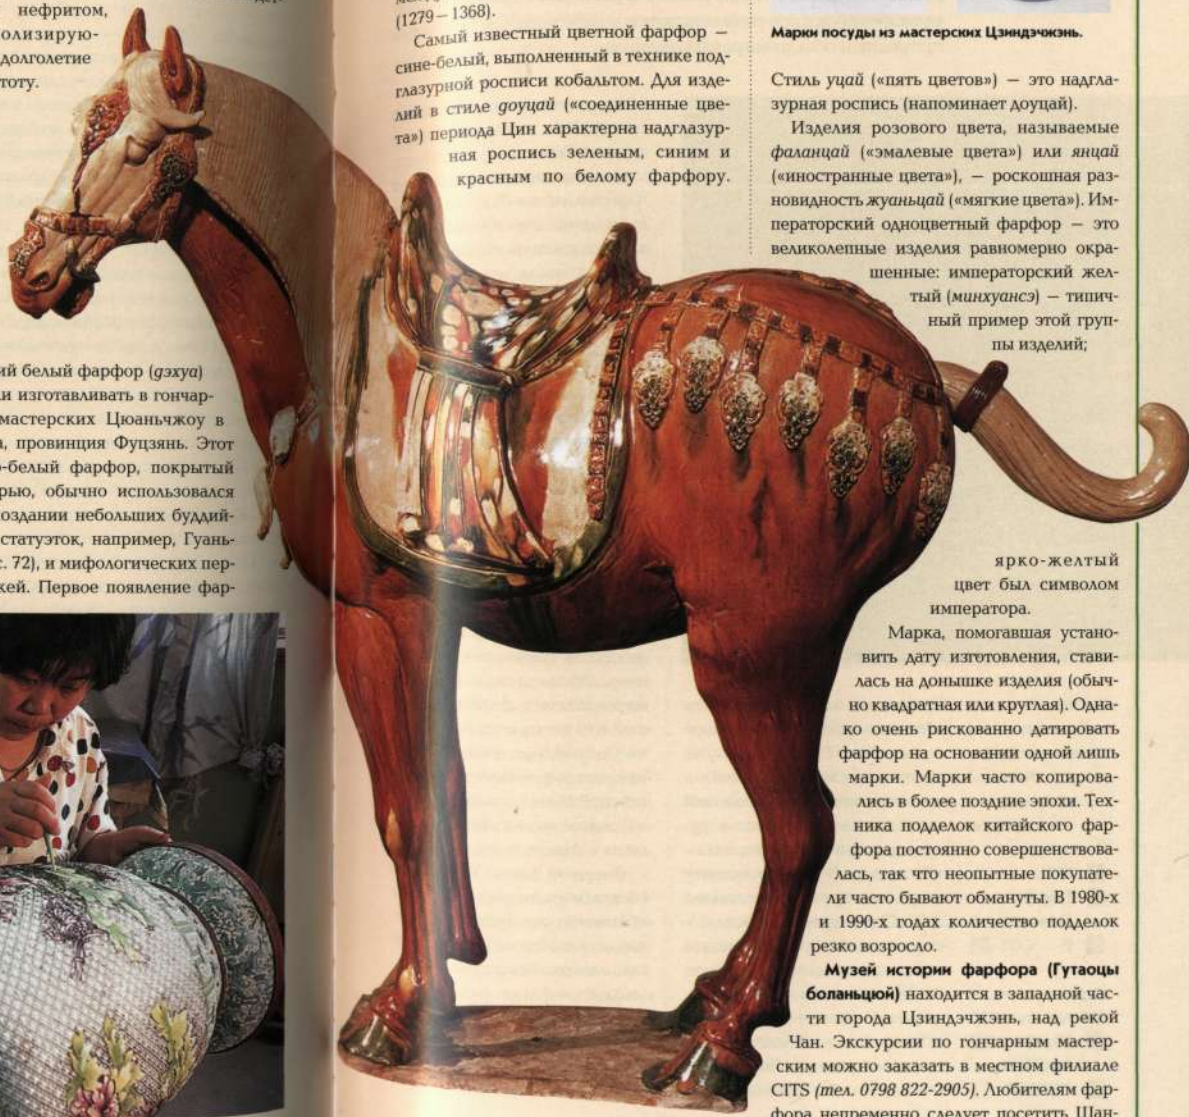 нефритом,
долголетие
ий белый фарфор (дэхуа)
и изготавливать в гончар-
мастерских Цюаньчжоу в
а, провинция Фуцзянь. Этот
о-белый фарфор, покрытый
рью, обычно использовался
оздании небольших буддий-
статуэток, например, Гуань-
с. 72), и мифологических пер-
жей. Первое появление фар-
(1279 – 1368).
Самый известный цветной фарфор —
сине-белый, выполненный в технике под-
глазурной росписи кобальтом. Для изде-
лий в стиле доуцай («соединенные цве-
та») периода Цин характерна надглазур-
ная роспись зеленым, синим и
красным по белому фарфору.
Марки посуды из мастерских Цзиндэчжэнь.
Стиль уцай («пять цветов») — это надгла-
зурная роспись (напоминает доуцай).
Изделия розового цвета, называемые
фаланцай («эмалевые цвета») или янцай
(«иностранные цвета»), — роскошная раз-
новидность жуаньцай («мягкие цвета»). Им-
ператорский одноцветный фарфор — это
великолепные изделия равномерно окра-
шенные: императорский жел-
тый (минхуансэ) — типич-
ный пример этой груп-
пы изделий;
ярко-желтый
цвет был символом
императора.
Марка, помогавшая устано-
вить дату изготовления, стави-
лась на донышке изделия (обыч-
но квадратная или круглая). Одна-
ко очень рискованно датировать
фарфор на основании одной лишь
марки. Марки часто копирова-
лись в более поздние эпохи. Тех-
ника подделок китайского фар-
фора постоянно совершенствова-
лась, так что неопытные покупате-
ли часто бывают обмануты. В 1980-х
и 1990-х годах количество подделок
резко возросло.
Музей истории фарфора (Гутаоцы
боланьцюй) находится в западной час-
ти города Цзиндэчжэнь, над рекой
Чан. Экскурсии по гончарным мастер-
ским можно заказать в местном филиале
CITS (тел. 0798 822-2905). Любителям фар-
фора непременно следует посетить Шан-